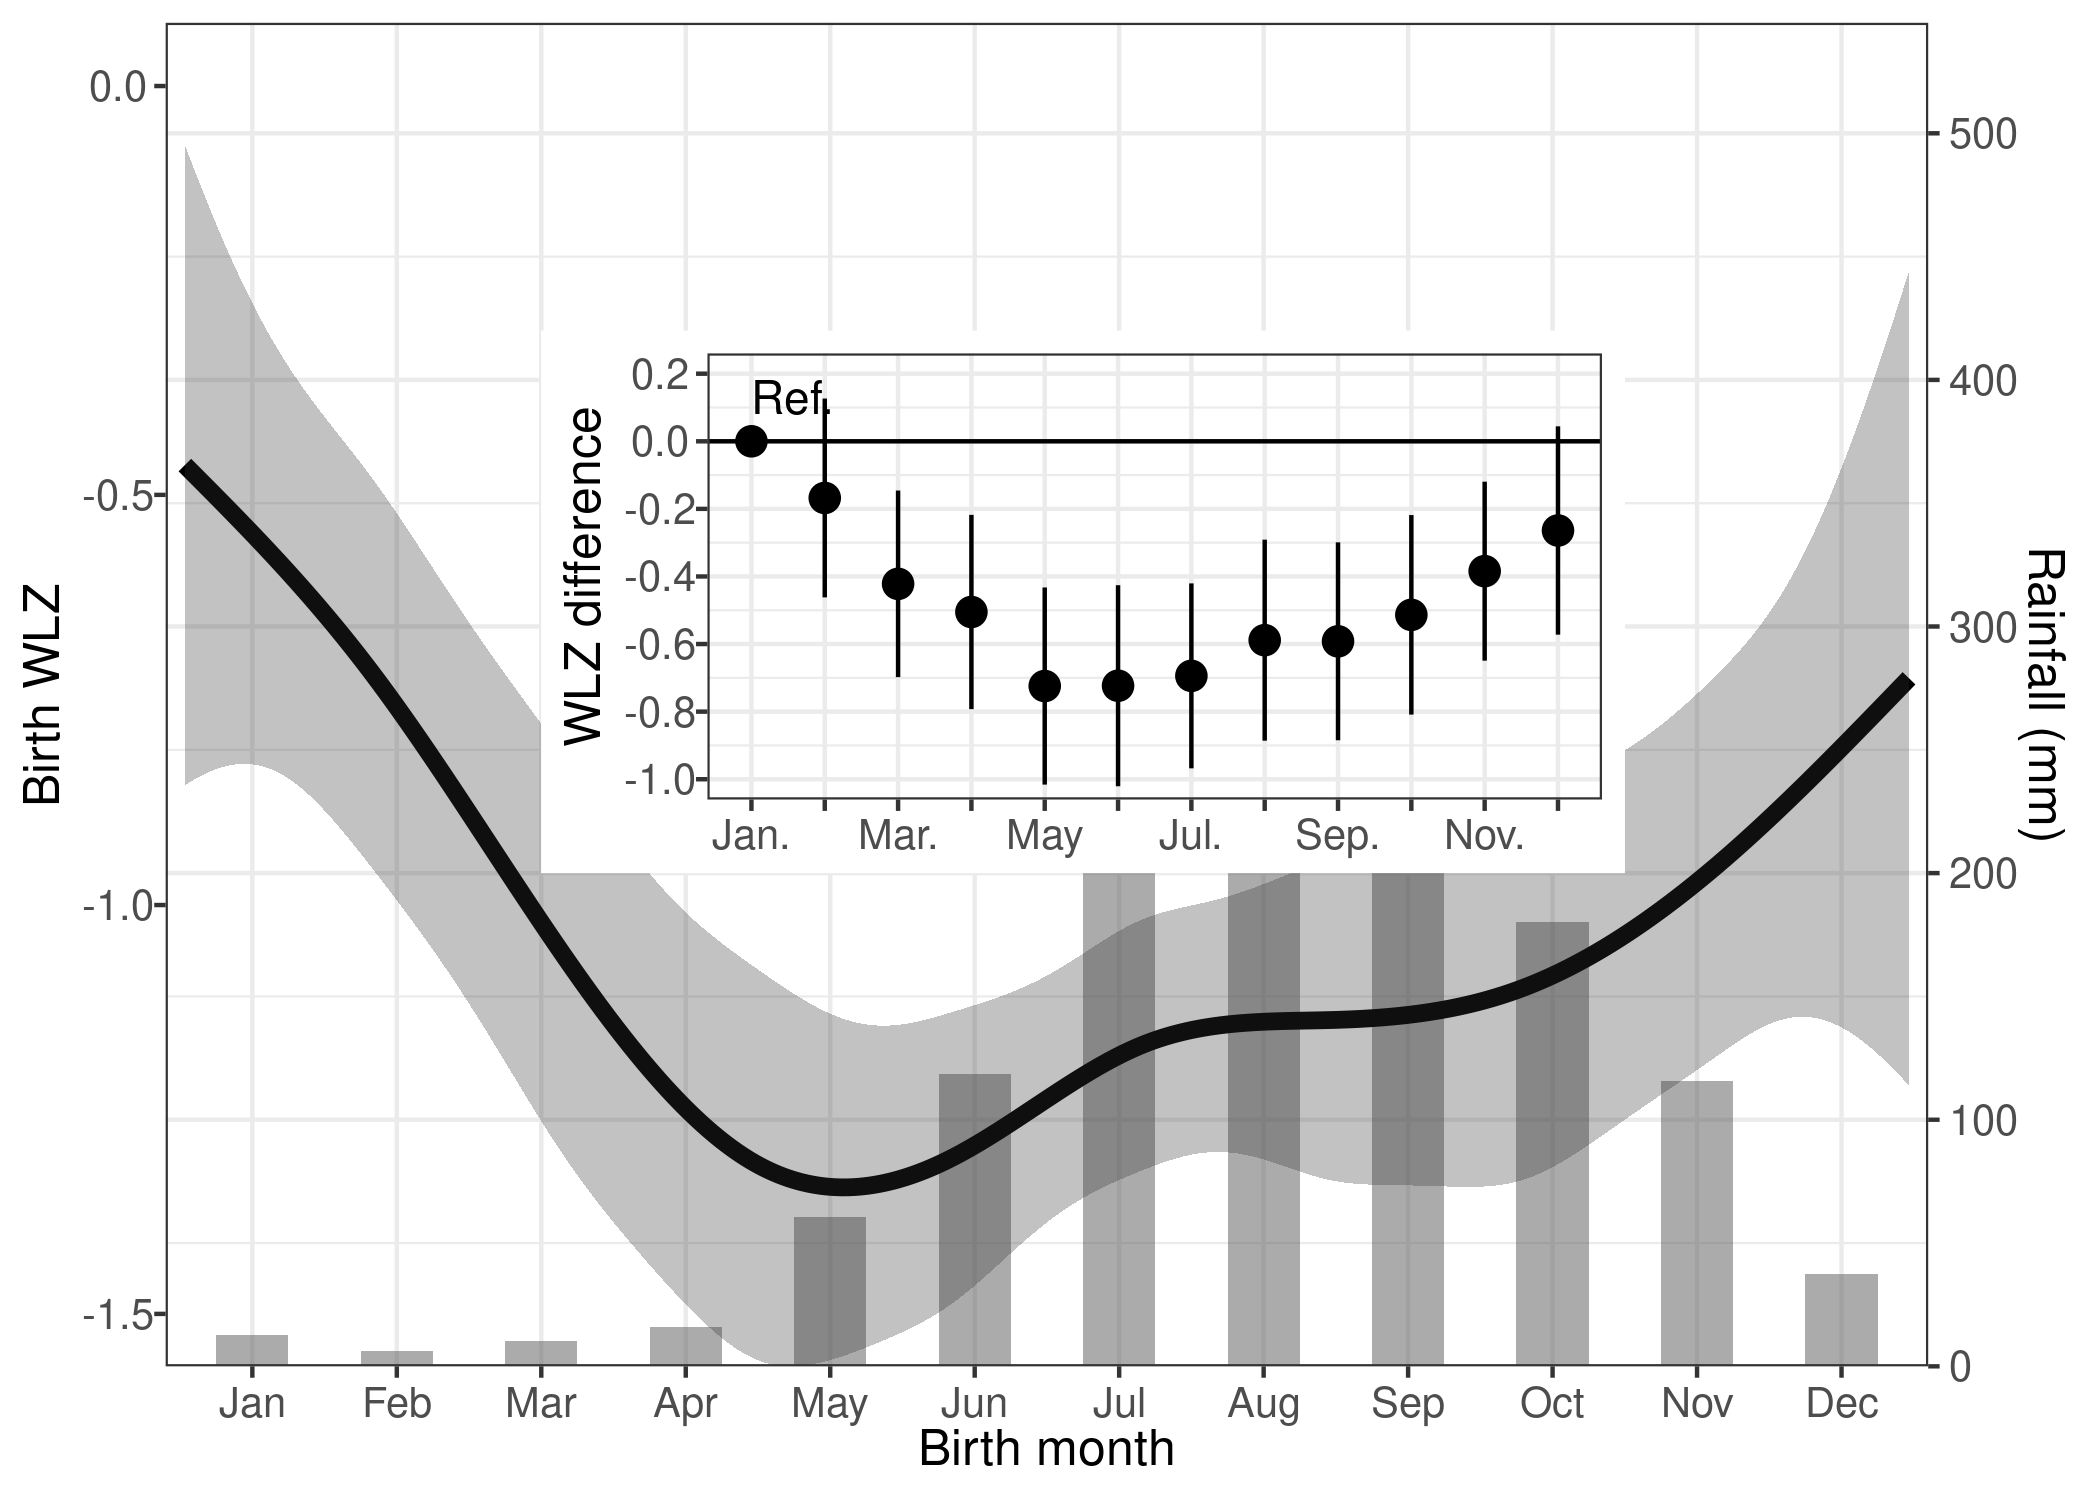 0.0
-0.5
-1.0
-1.5
Birth WLZ
500
400
300
200
100
0
Rainfall (mm)
Jan Feb Mar Apr May Jun Jul Aug Sep Oct Nov Dec
Birth month
WLZ difference
0.2
0.0
-0.2
-0.4
-0.6
-0.8
-1.0
Ref.
Jan. Mar. May Jul. Sep. Nov.